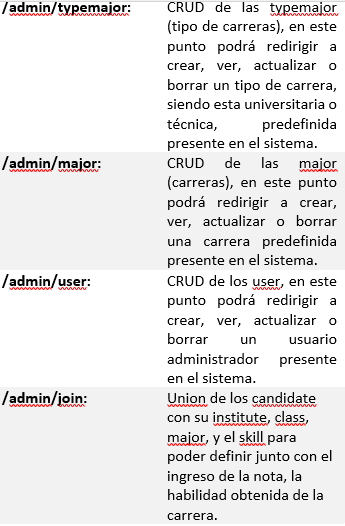 /admin/typemajor: CRUD de las typemajor
(tipo de carreras), en este
punto podrá redirigir a
crear, ver, actualizar o
borrar un tipo de carrera,
siendo esta universitaria o
técnica, predefinida
presente en el sistema.
/admin/major: CRUD de las major
(carreras), en este punto
podrá redirigir a crear,
ver, actualizar o borrar
una carrera predefinida
presente en el sistema.
/admin/user: CRUD de los user, en este
punto podrá redirigir a
crear, ver, actualizar o
borrar un usuario
administrador presente
en el sistema.
/admin/join: Union de los candidate
con su institute, class,
major, y el skill para
poder definir junto con el
ingreso de la nota, la
habilidad obtenida de la
carrera.